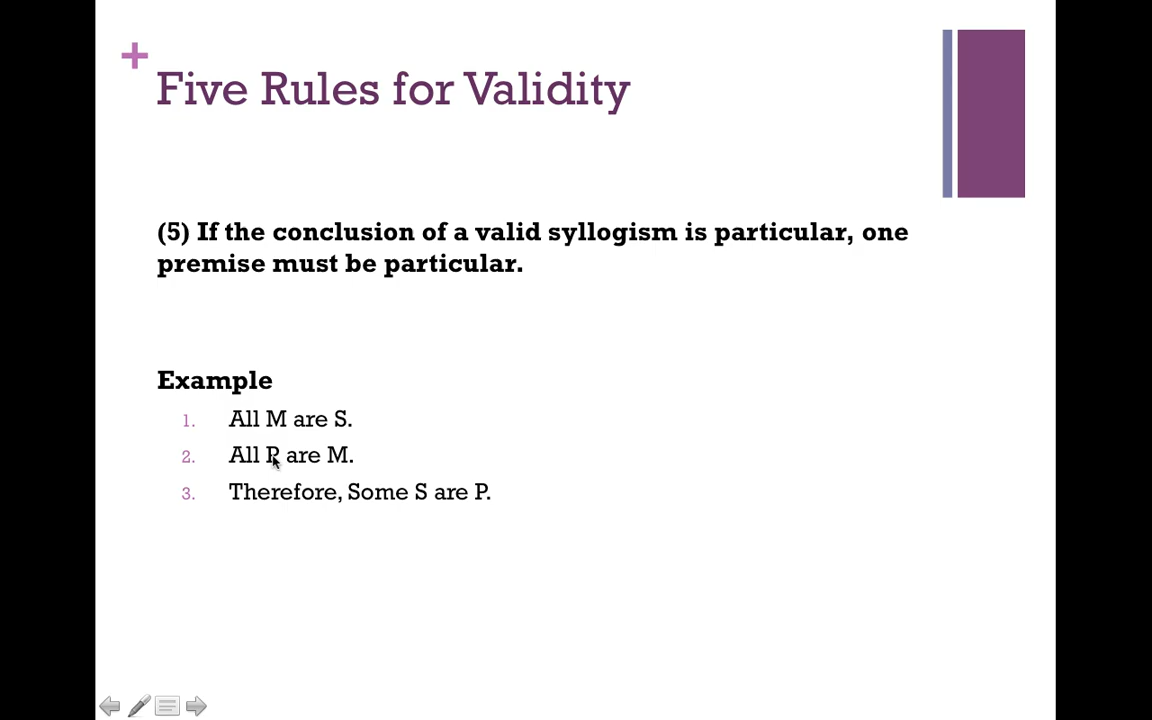 +
Five Rules for Validity
(5) If the conclusion of a valid syllogism is particular, one
premise must be particular.
Example
1. All M are S.
2. All P are M.
3. Therefore, Some S are P.